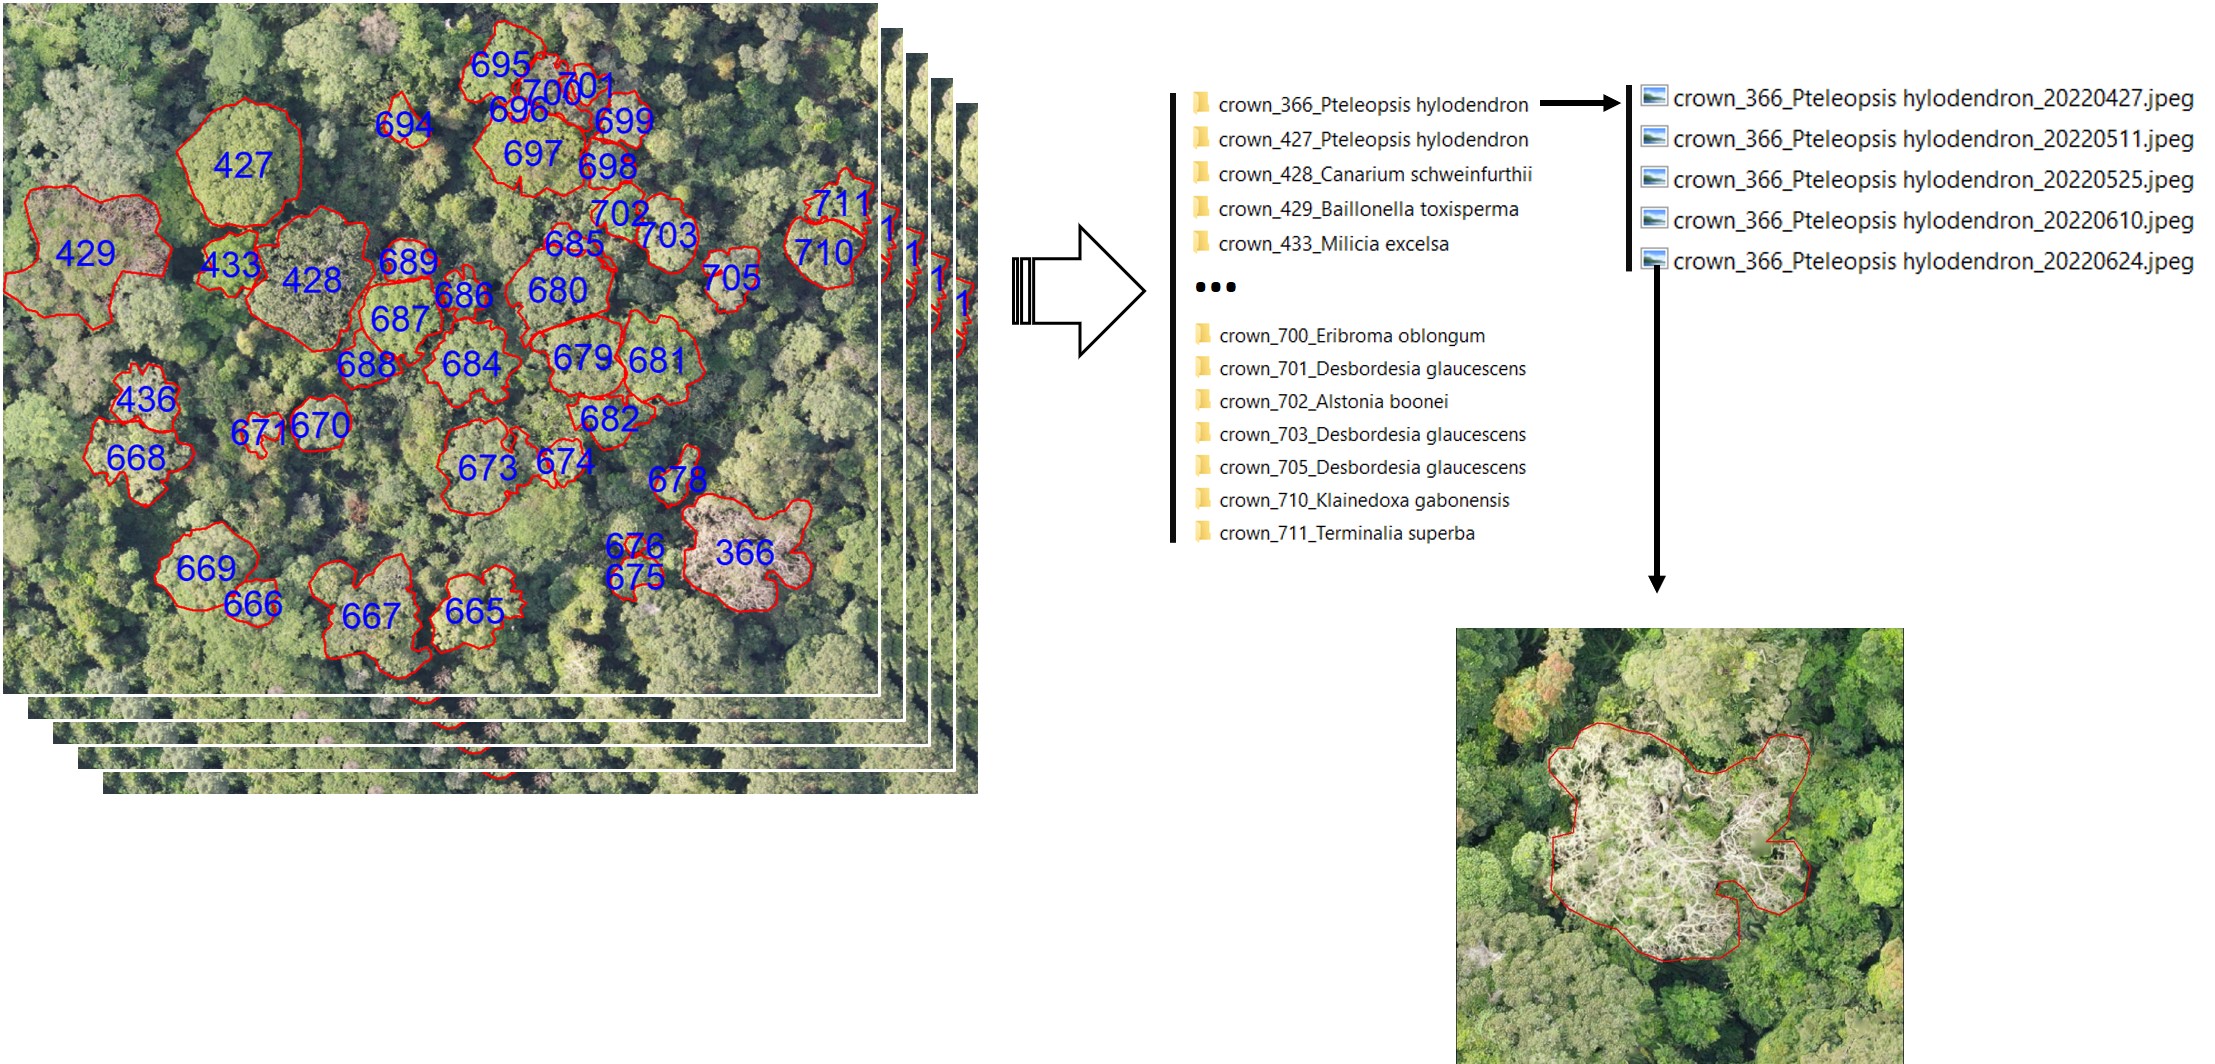 695
700
701
696
699
694
697
698
427
711
702
703
685
710
429
433
428
689
705
686
680
687
679
681
688
684
436
682
671
670
668
673
674
678
676
366
675
669
666
667
665
1
1
1
1
crown_366_Pteleopsis hylodendron
crown_427_Pteleopsis hylodendron
crown_428_Canarium schweinfurthii
crown_429_Baillonella toxisperma
crown_433_Milicia excelsa
...
crown_700_Eribroma oblongum
crown_701_Desbordesia glaucescens
crown_702_Alstonia boonei
crown_703_Desbordesia glaucescens
crown_705_Desbordesia glaucescens
crown_710_Klainedoxa gabonensis
crown_711_Terminalia superba
crown_366_Pteleopsis hylodendron_20220427.jpeg
crown_366_Pteleopsis hylodendron_20220511.jpeg
crown_366_Pteleopsis hylodendron_20220525.jpeg
crown_366_Pteleopsis hylodendron_20220610.jpeg
crown_366_Pteleopsis hylodendron_20220624.jpeg